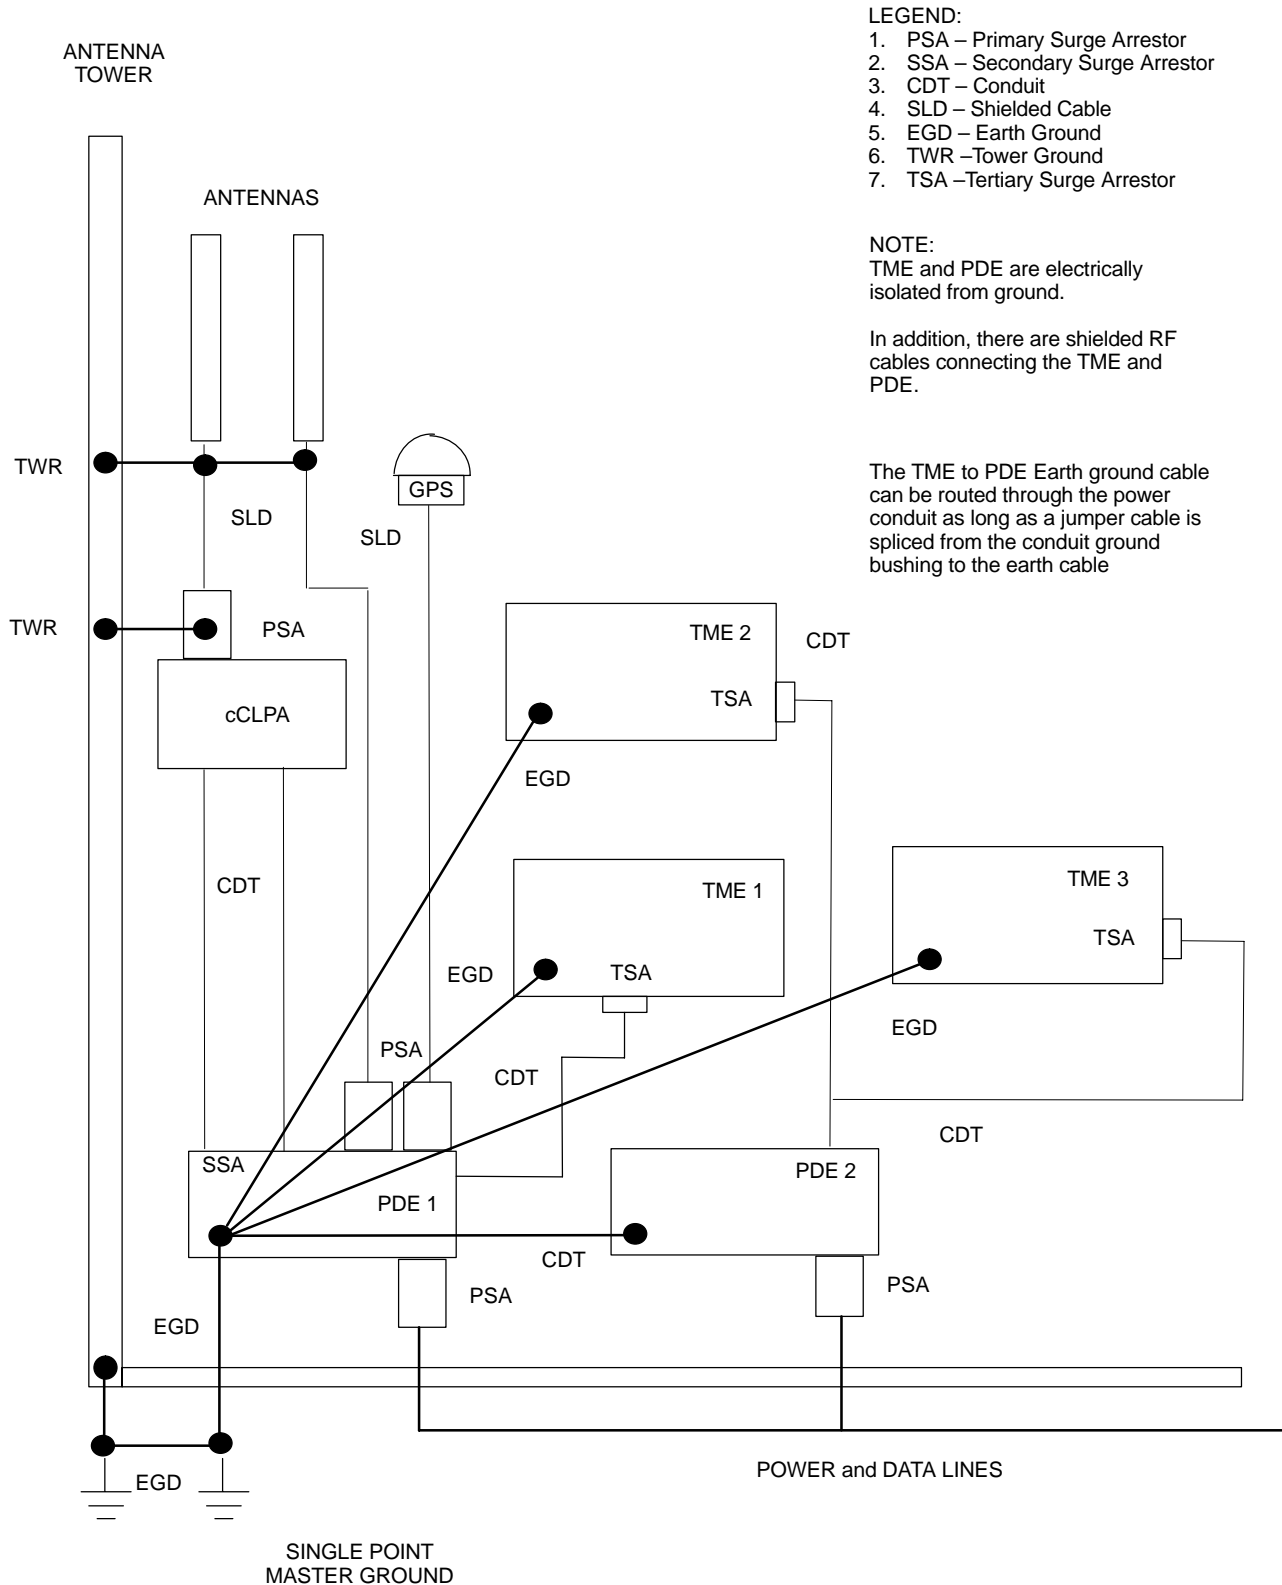 LEGEND:
1. PSA – Primary Surge Arrestor
2. SSA – Secondary Surge Arrestor
3. CDT – Conduit
4. SLD – Shielded Cable
5. EGD – Earth Ground
6. TWR –Tower Ground
7. TSA –Tertiary Surge Arrestor
NOTE:
TME and PDE are electrically
isolated from ground.
In addition, there are shielded RF
cables connecting the TME and
PDE.
The TME to PDE Earth ground cable
can be routed through the power
conduit as long as a jumper cable is
spliced from the conduit ground
bushing to the earth cable
ANTENNA
TOWER
ANTENNAS
TWR
GPS
SLD
SLD
TWR
PSA
TME 2
CDT
TSA
cCLPA
EGD
CDT
TME 1
TME 3
TSA
EGD
TSA
EGD
PSA
CDT
CDT
SSA
PDE 1
PDE 2
CDT
PSA
PSA
EGD
POWER and DATA LINES
EGD
SINGLE POINT
MASTER GROUND